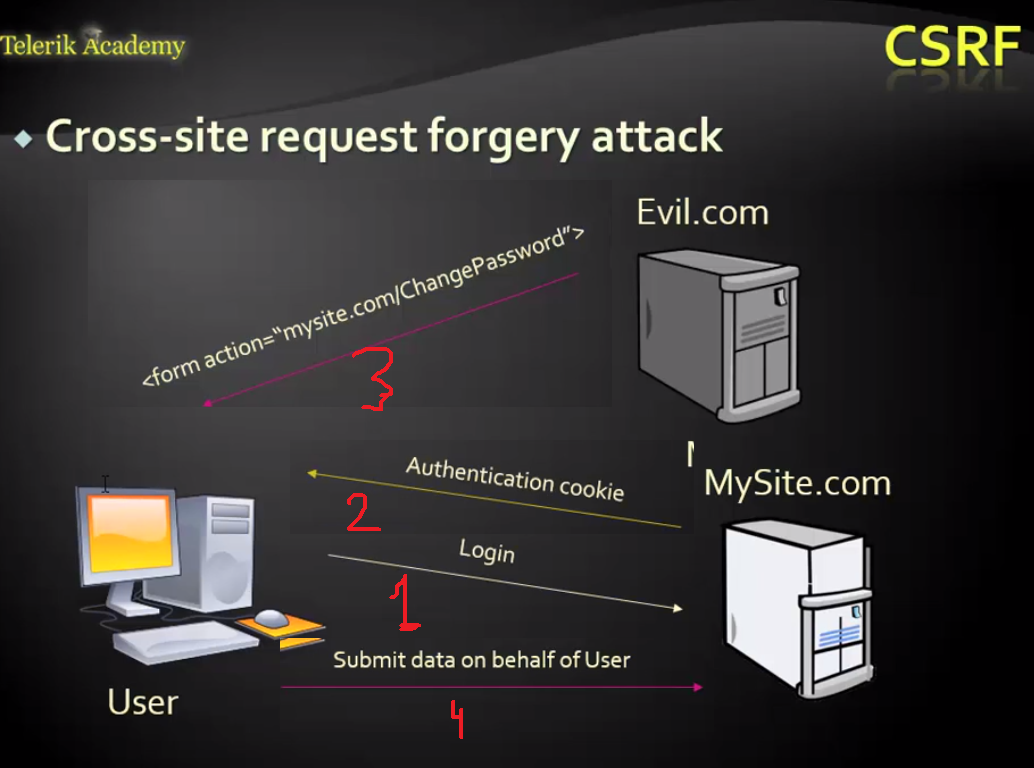 Telerik Academy
CSRF
Cross-site request forgery attack
Evil.com
<form action="mysite.com/ChangePassword">
3
MySite.com
Authentication cookie
2
Login
1
Submit data on behalf of User
User
4